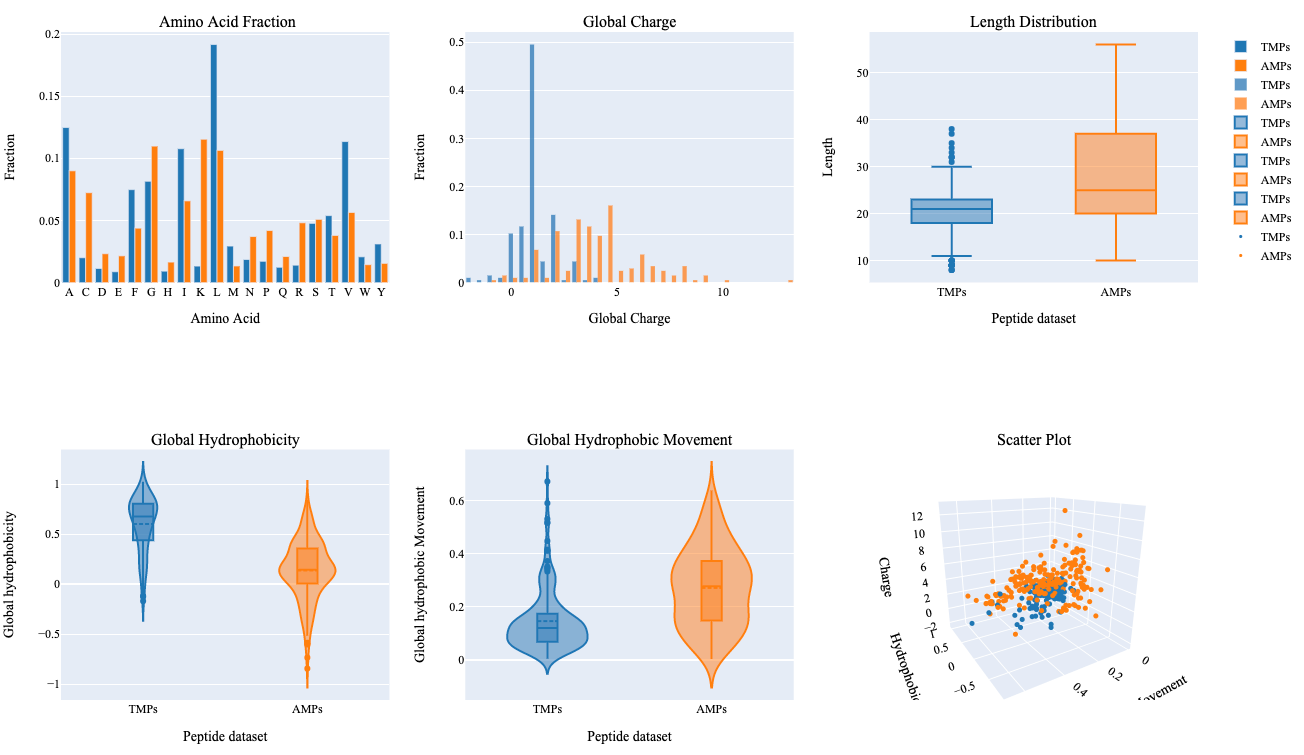 Amino Acid Fraction
Global Charge
Length Distribution
0.2
0.15
0.1
0.05
0
Fraction
A C D E F G H I K L M N P Q R S T V W Y
Amino Acid
0.5
0.4
0.3
0.2
0.1
0
Fraction
0 5 10
Global Charge
50
40
30
20
10
Length
TMPs AMPs
Peptide dataset
TMPs
AMPs
TMPs
AMPs
TMPs
AMPs
TMPs
AMPs
TMPs
AMPs
TMPs
AMPs
Global Hydrophobicity
Global Hydrophobic Movement
Scatter Plot
1
0.5
0
−0.5
−1
Global hydrophobicity
TMPs AMPs
Peptide dataset
0.6
0.4
0.2
0
Global hydrophobic Movement
TMPs AMPs
Peptide dataset
12
10
8
6
4
2
0
−2
Charge
1
0.5
0
−0.5
Hydrophobic
0
0.2
0.4
ovement